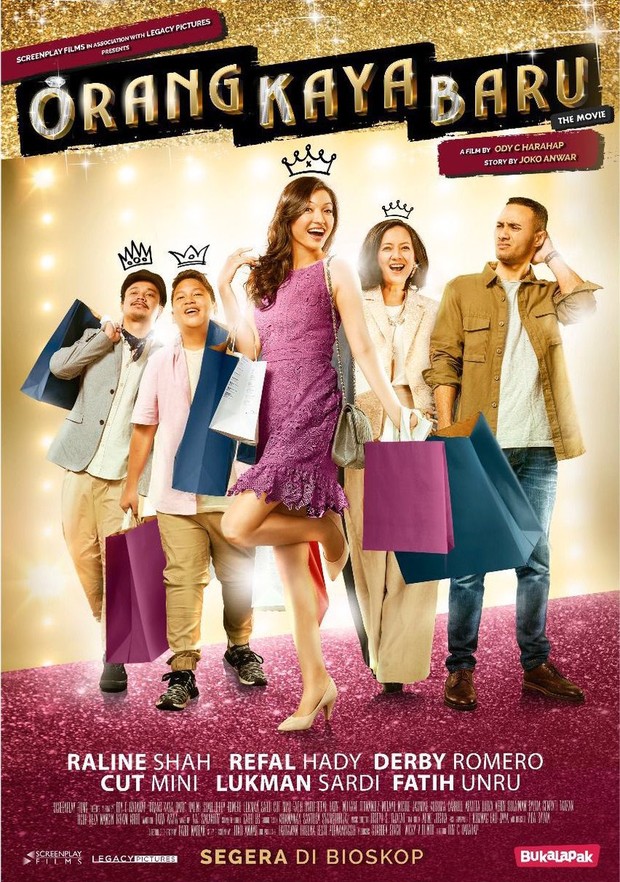 SCREENPLAY FILMS IN ASSOCIATION WITH LEGACY PICTURES
PRESENTS
ORANG KAYA BARU
THE MOVIE
A FILM BY ODY C HARAHAP
STORY BY JOKO ANWAR
RALINE SHAH REFAL HADY DERBY ROMERO
CUT MINI LUKMAN SARDI FATIH UNRU
SCREENPLAY FILMS
LEGACY PICTURES
SEGERA DI BIOSKOP
BUKALAPAK